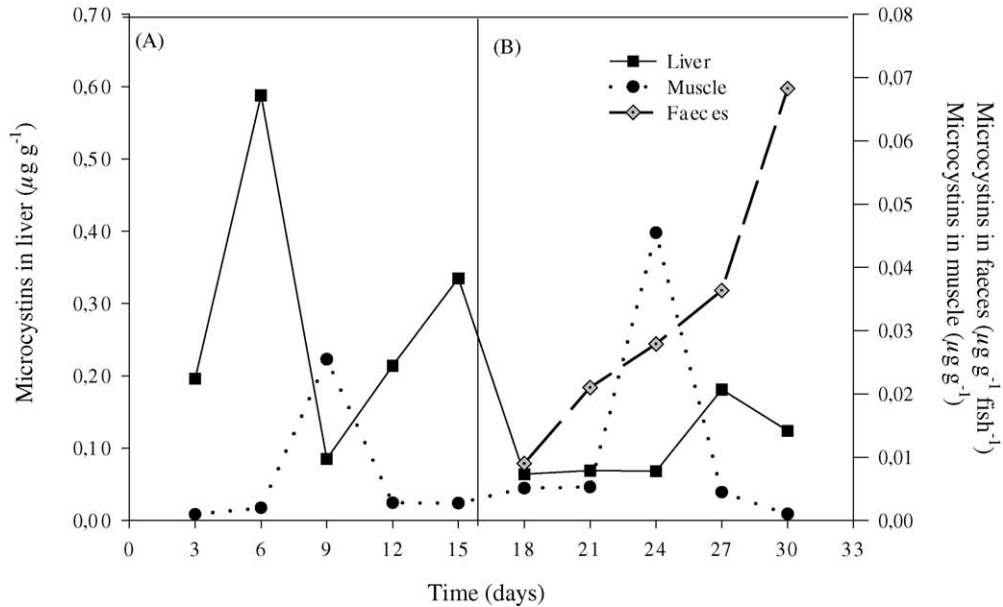 (A)
(B)
Liver
Muscle
Faeces
Microcystins in liver (µg g⁻¹)
0,70
0,60
0,50
0,40
0,30
0,20
0,10
0,00
0,08
0,07
0,06
0,05
0,04
0,03
0,02
0,01
0,00
Microcystins in faeces (µg g⁻¹ fish⁻¹)
Microcystins in muscle (µg g⁻¹)
0 3 6 9 12 15 18 21 24 27 30 33
Time (days)